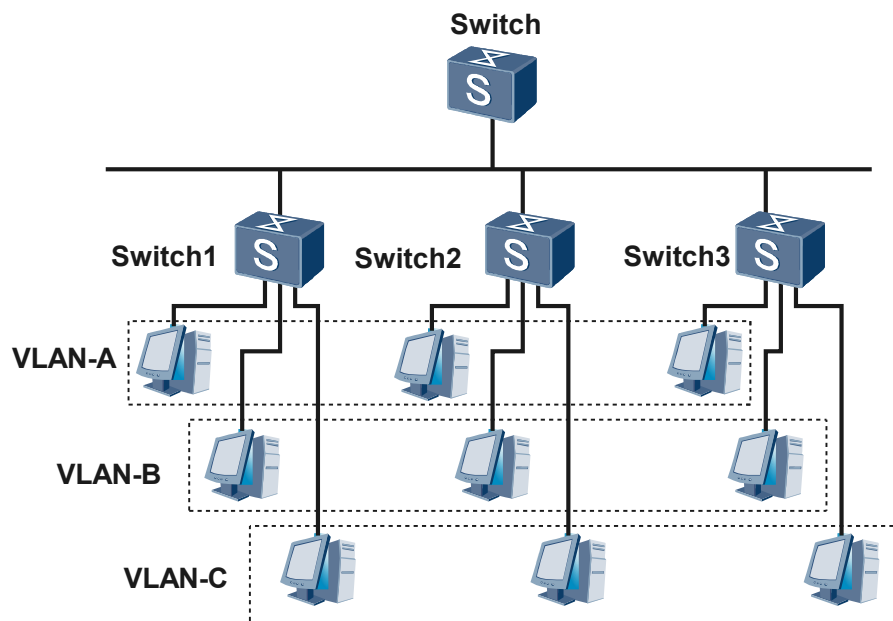 Switch
S
S
S
S
Switch1
Switch2
Switch3
VLAN-A
VLAN-B
VLAN-C